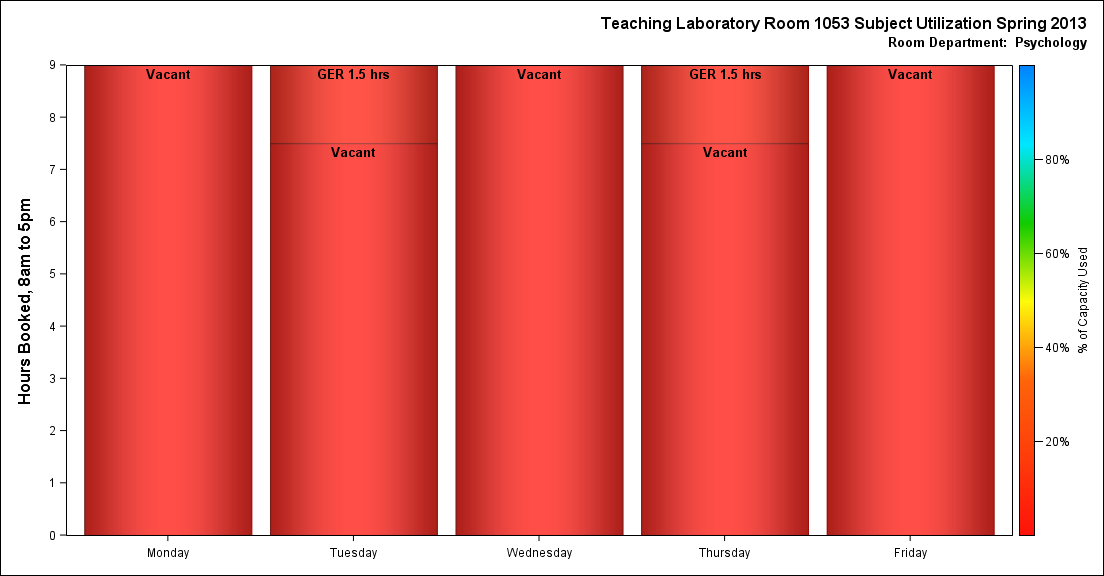 Teaching Laboratory Room 1053 Subject Utilization Spring 2013
Room Department:  Psychology
Hours Booked, 8am to 5pm
9
8
7
6
5
4
3
2
1
0
Vacant
GER 1.5 hrs
Vacant
Vacant
GER 1.5 hrs
Vacant
Vacant
Monday
Tuesday
Wednesday
Thursday
Friday
80%
60%
40%
20%
% of Capacity Used